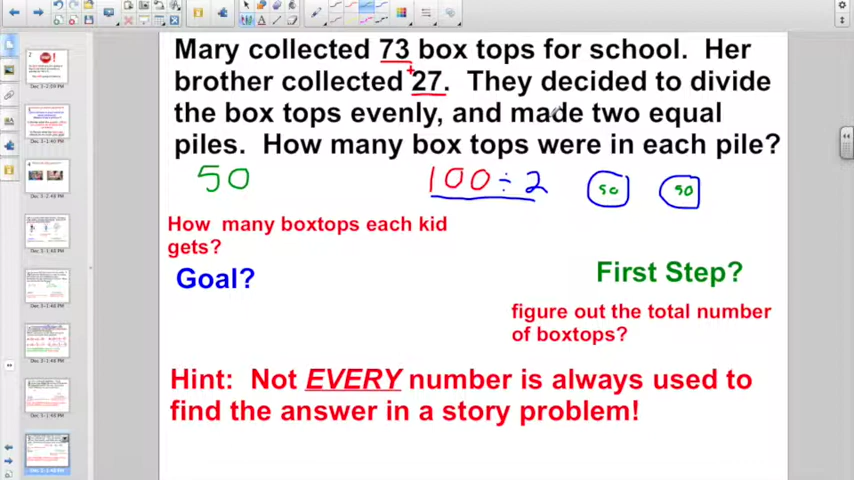 Mary collected 73 box tops for school. Her
brother collected +27. They decided to divide
the box tops evenly, and made two equal
piles. How many box tops were in each pile?
50
100 ÷ 2
50
50
How many boxtops each kid
gets?
Goal?
First Step?
figure out the total number
of boxtops?
Hint: Not EVERY number is always used to
find the answer in a story problem!